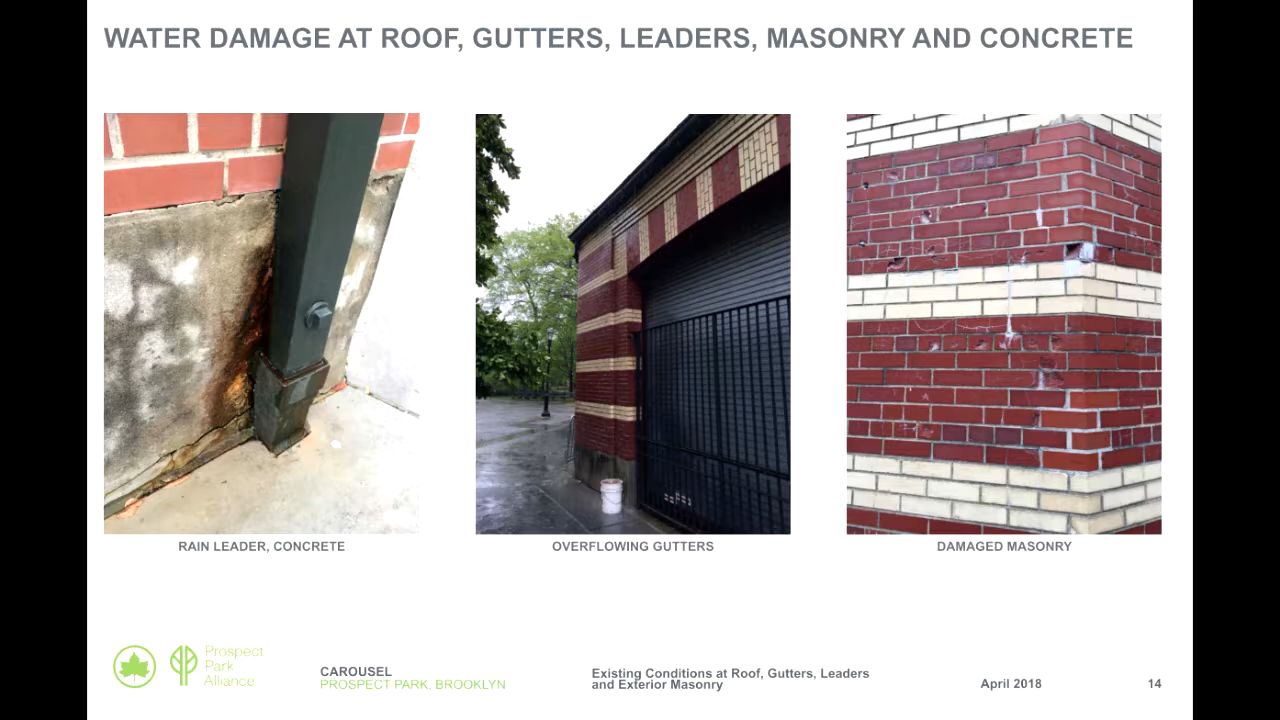 WATER DAMAGE AT ROOF, GUTTERS, LEADERS, MASONRY AND CONCRETE
RAIN LEADER, CONCRETE
OVERFLOWING GUTTERS
DAMAGED MASONRY
Prospect
Park
Alliance
CAROUSEL
PROSPECT PARK, BROOKLYN
Existing Conditions at Roof, Gutters, Leaders
and Exterior Masonry
April 2018
14